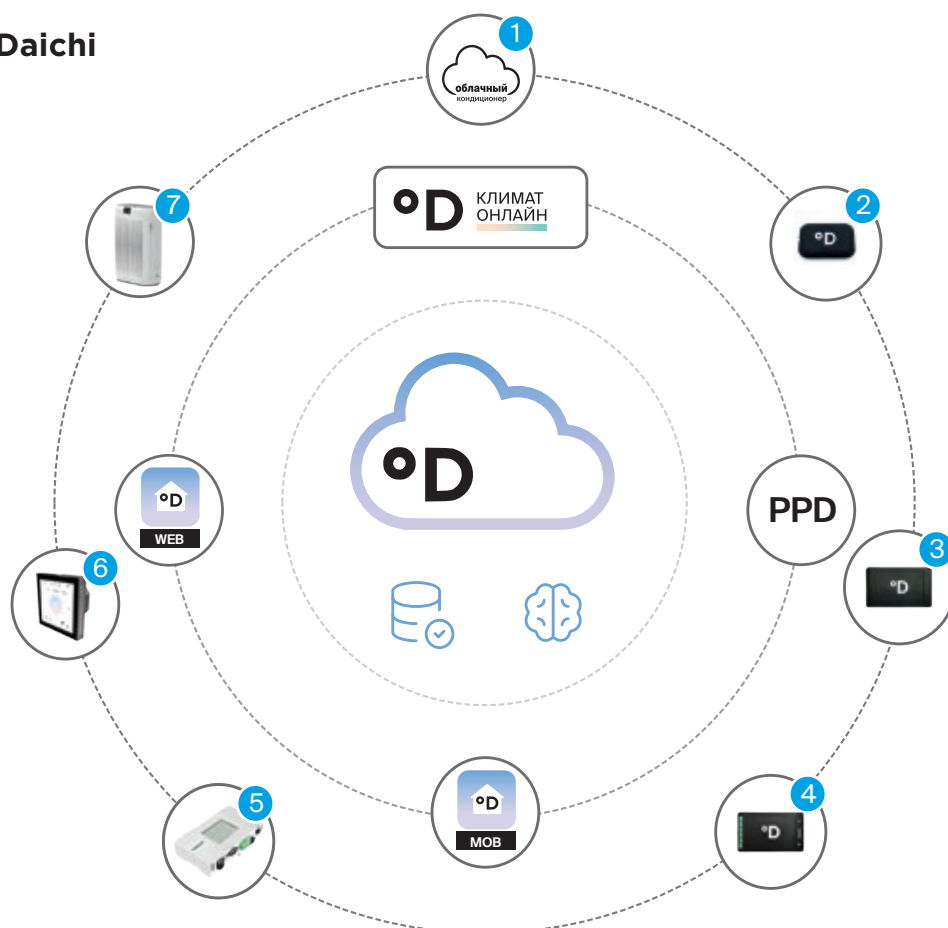 Daichi
1
облачный
кондиционер
7
°D
КЛИМАТ
ОНЛАЙН
2
°D
°D
°D
WEB
PPD
3
°D
6
5
°D
MOB
4
°D